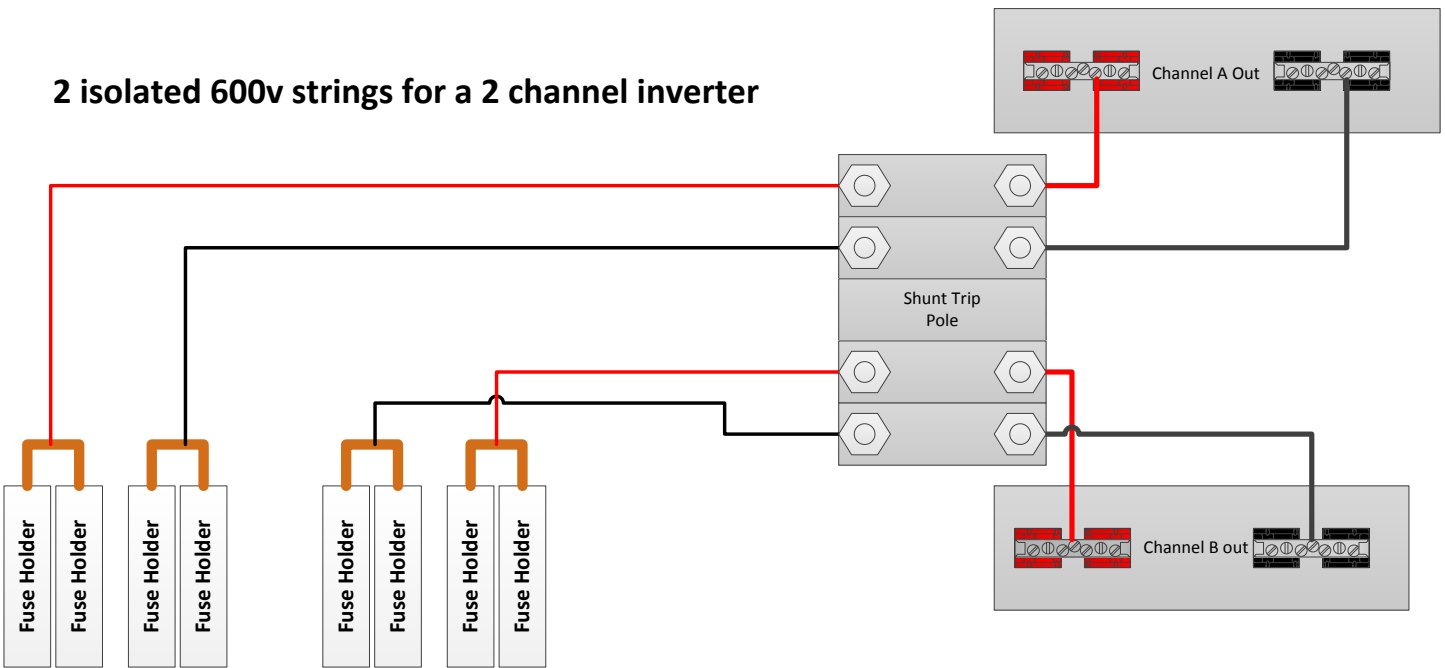 2 isolated 600v strings for a 2 channel inverter
Channel A Out
Shunt Trip
Pole
Channel B out
Fuse Holder
Fuse Holder
Fuse Holder
Fuse Holder
Fuse Holder
Fuse Holder
Fuse Holder
Fuse Holder